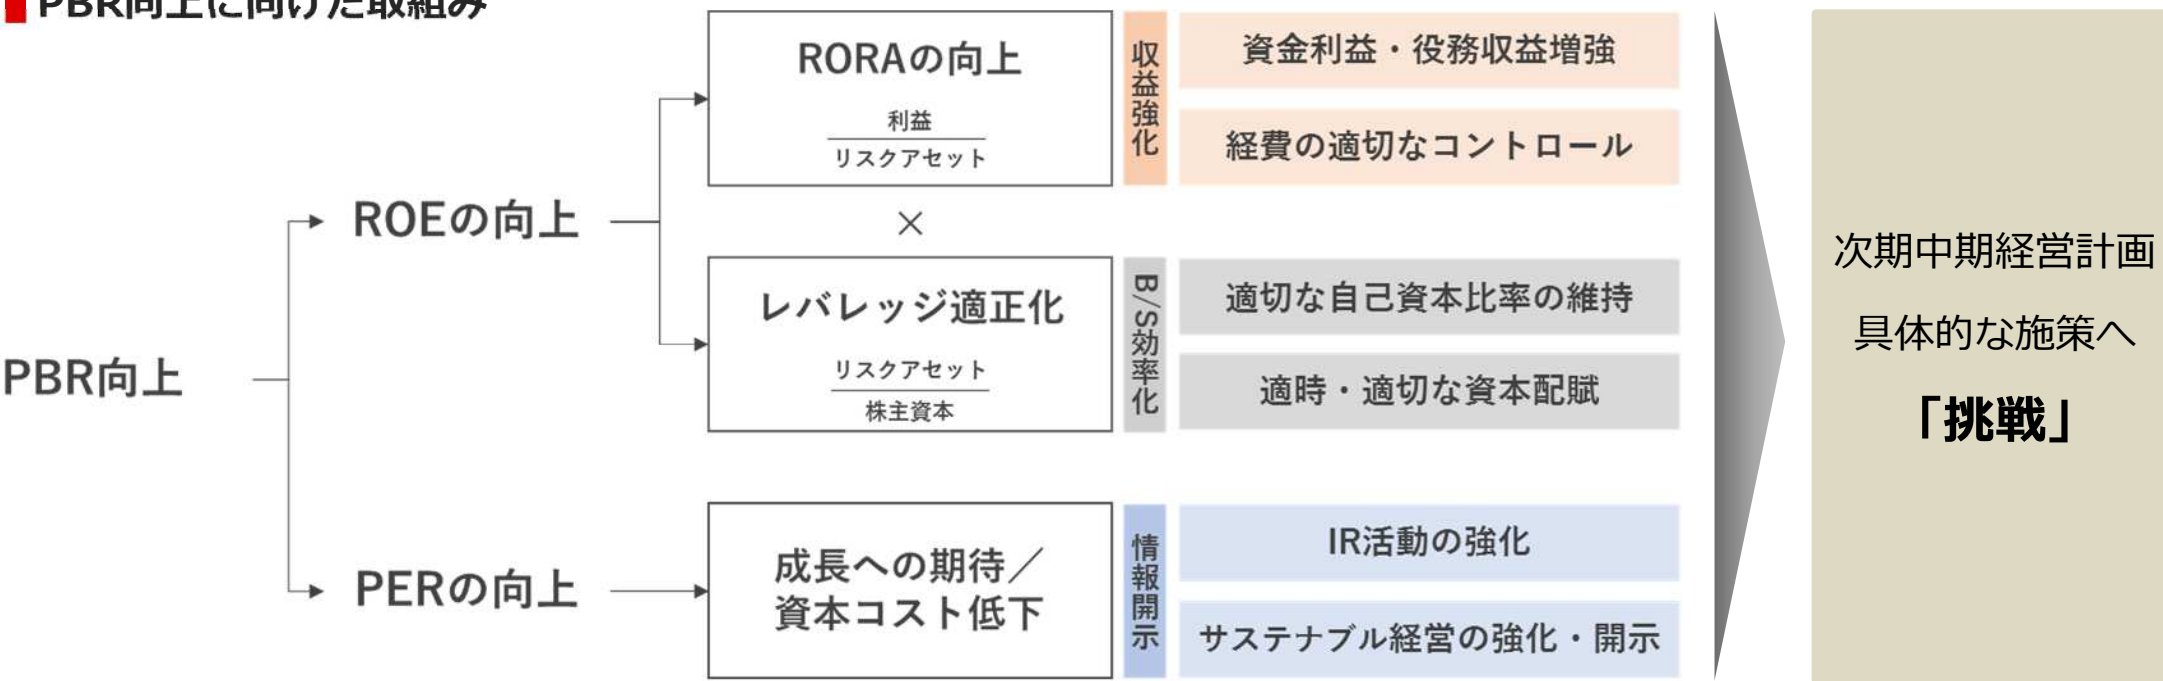 PBR向上に向けた取組み
PBR向上
ROEの向上
RORAの向上
利益
リスクアセット
×
レバレッジ適正化
リスクアセット
株主資本
収益強化
資金利益・役務収益増強
経費の適切なコントロール
B/S効率化
適切な自己資本比率の維持
適時・適切な資本配賦
PERの向上
成長への期待／
資本コスト低下
情報開示
IR活動の強化
サステナブル経営の強化・開示
次期中期経営計画
具体的な施策へ
「挑戦」